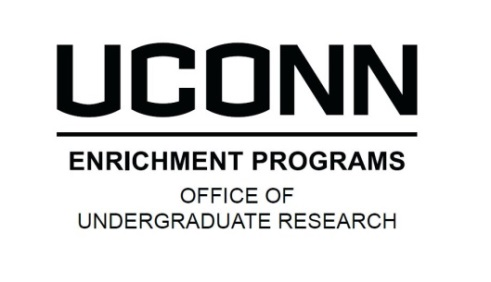 UCONN
ENRICHMENT PROGRAMS
OFFICE OF
UNDERGRADUATE RESEARCH